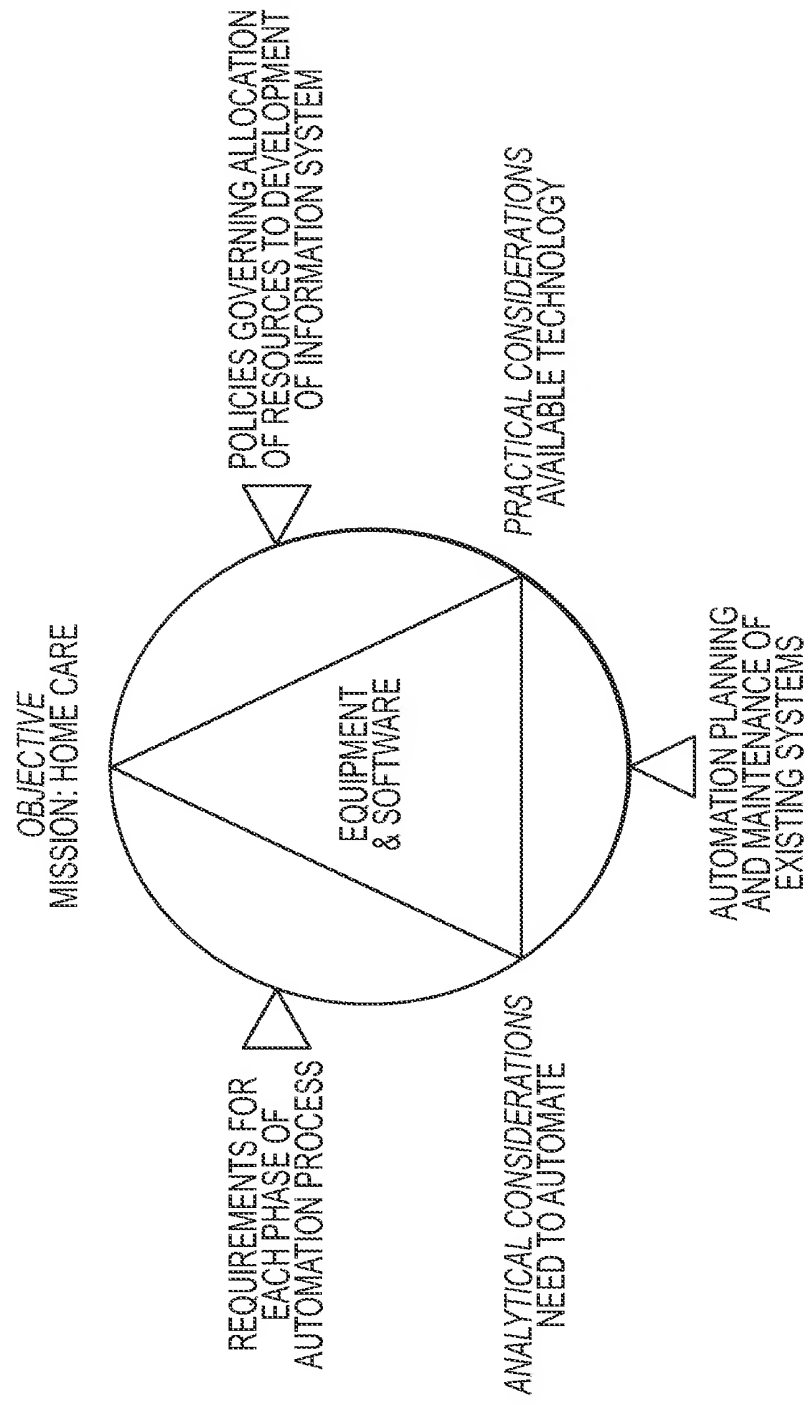 OBJECTIVE
MISSION: HOME CARE
REQUIREMENTS FOR
EACH PHASE OF
AUTOMATION PROCESS
POLICIES GOVERNING ALLOCATION
OF RESOURCES TO DEVELOPMENT
OF INFORMATION SYSTEM
EQUIPMENT
& SOFTWARE
ANALYTICAL CONSIDERATIONS
NEED TO AUTOMATE
PRACTICAL CONSIDERATIONS
AVAILABLE TECHNOLOGY
AUTOMATION PLANNING
AND MAINTENANCE OF
EXISTING SYSTEMS